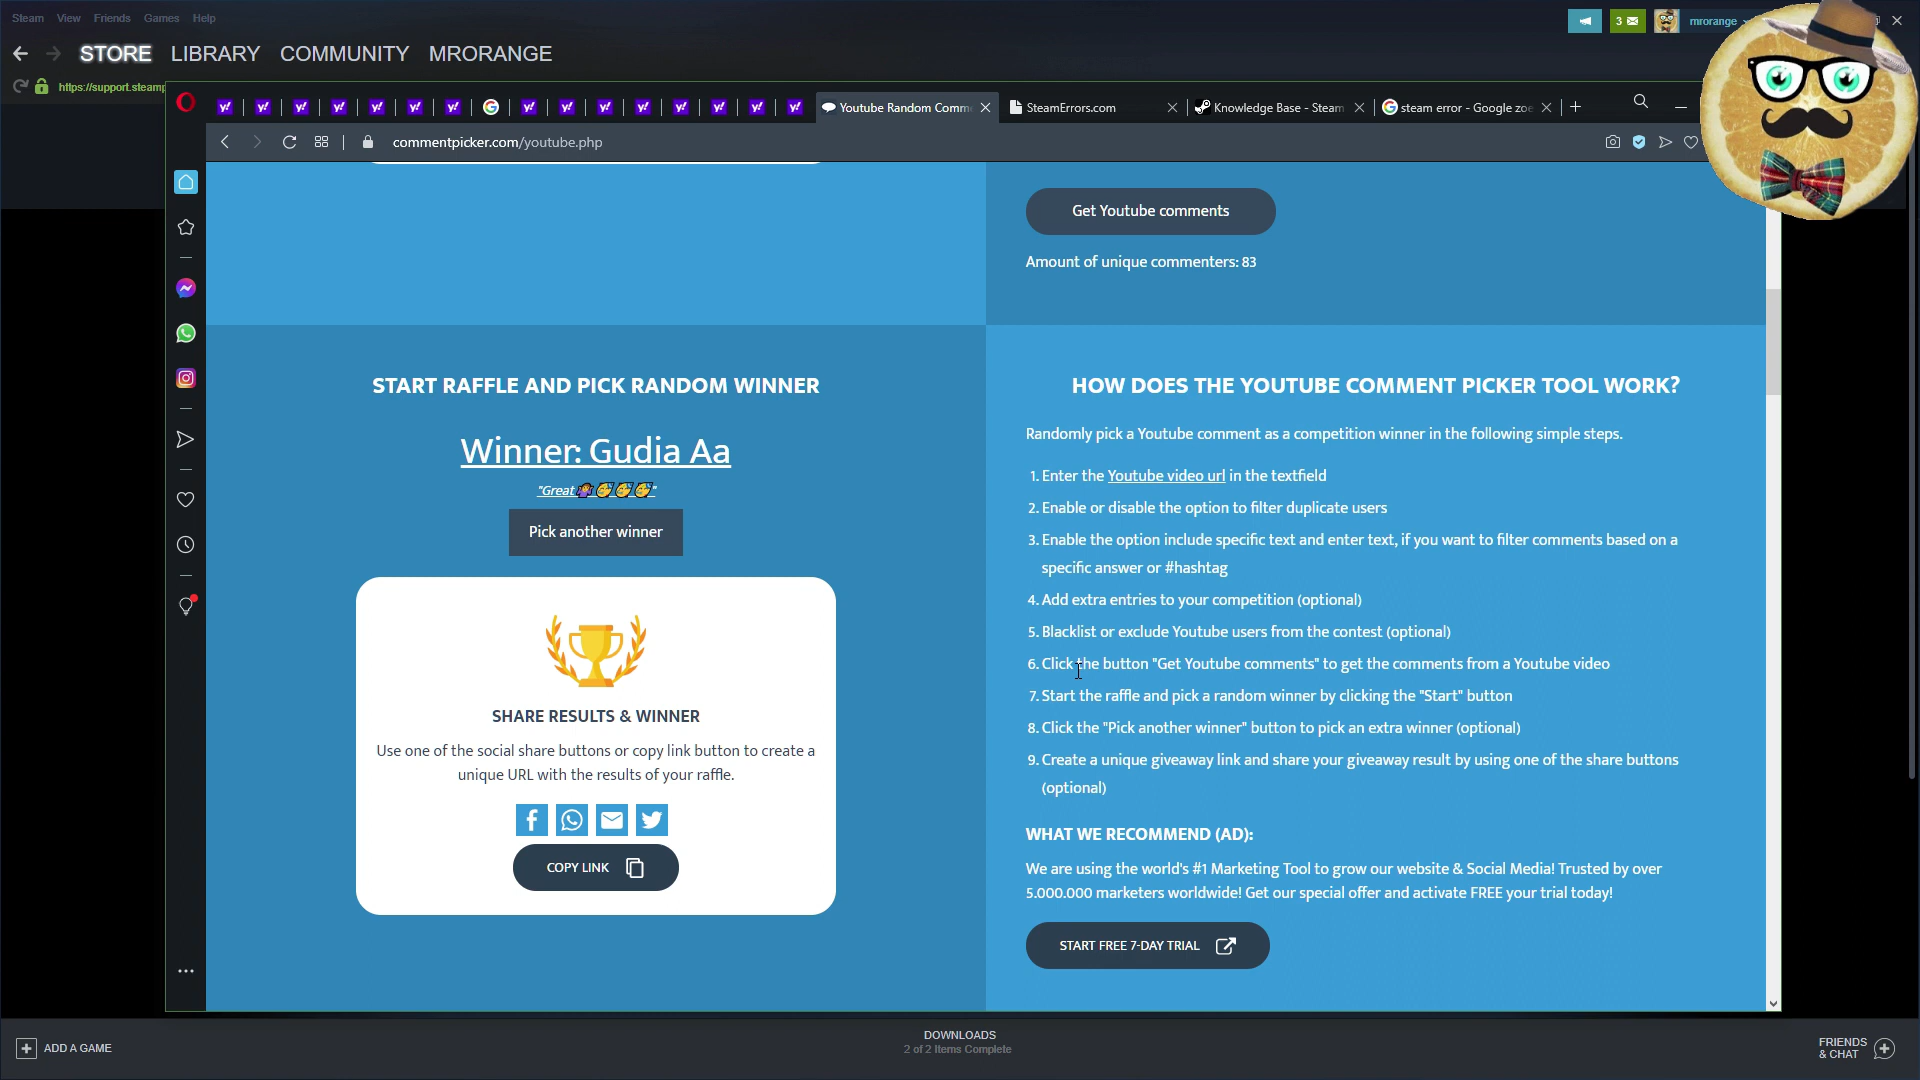 Steam View Friends Games Help
3 mrorange
STORE LIBRARY COMMUNITY MRORANGE
https://support.steamp
Youtube Random Comm
SteamErrors.com
Knowledge Base - Steam
steam error - Google zoe
commentpicker.com/youtube.php
Get Youtube comments
Amount of unique commenters: 83
START RAFFLE AND PICK RANDOM WINNER
Winner: Gudia Aa
"Great🤷‍♀️🥳🥳🥳"
Pick another winner
SHARE RESULTS & WINNER
Use one of the social share buttons or copy link button to create a
unique URL with the results of your raffle.
COPY LINK
HOW DOES THE YOUTUBE COMMENT PICKER TOOL WORK?
Randomly pick a Youtube comment as a competition winner in the following simple steps.
1. Enter the Youtube video url in the textfield
2. Enable or disable the option to filter duplicate users
3. Enable the option include specific text and enter text, if you want to filter comments based on a
specific answer or #hashtag
4. Add extra entries to your competition (optional)
5. Blacklist or exclude Youtube users from the contest (optional)
6. Click the button "Get Youtube comments" to get the comments from a Youtube video
7. Start the raffle and pick a random winner by clicking the "Start" button
8. Click the "Pick another winner" button to pick an extra winner (optional)
9. Create a unique giveaway link and share your giveaway result by using one of the share buttons
(optional)
WHAT WE RECOMMEND (AD):
We are using the world's #1 Marketing Tool to grow our website & Social Media! Trusted by over
5.000.000 marketers worldwide! Get our special offer and activate FREE your trial today!
START FREE 7-DAY TRIAL
ADD A GAME
DOWNLOADS
2 of 2 Items Complete
FRIENDS
& CHAT